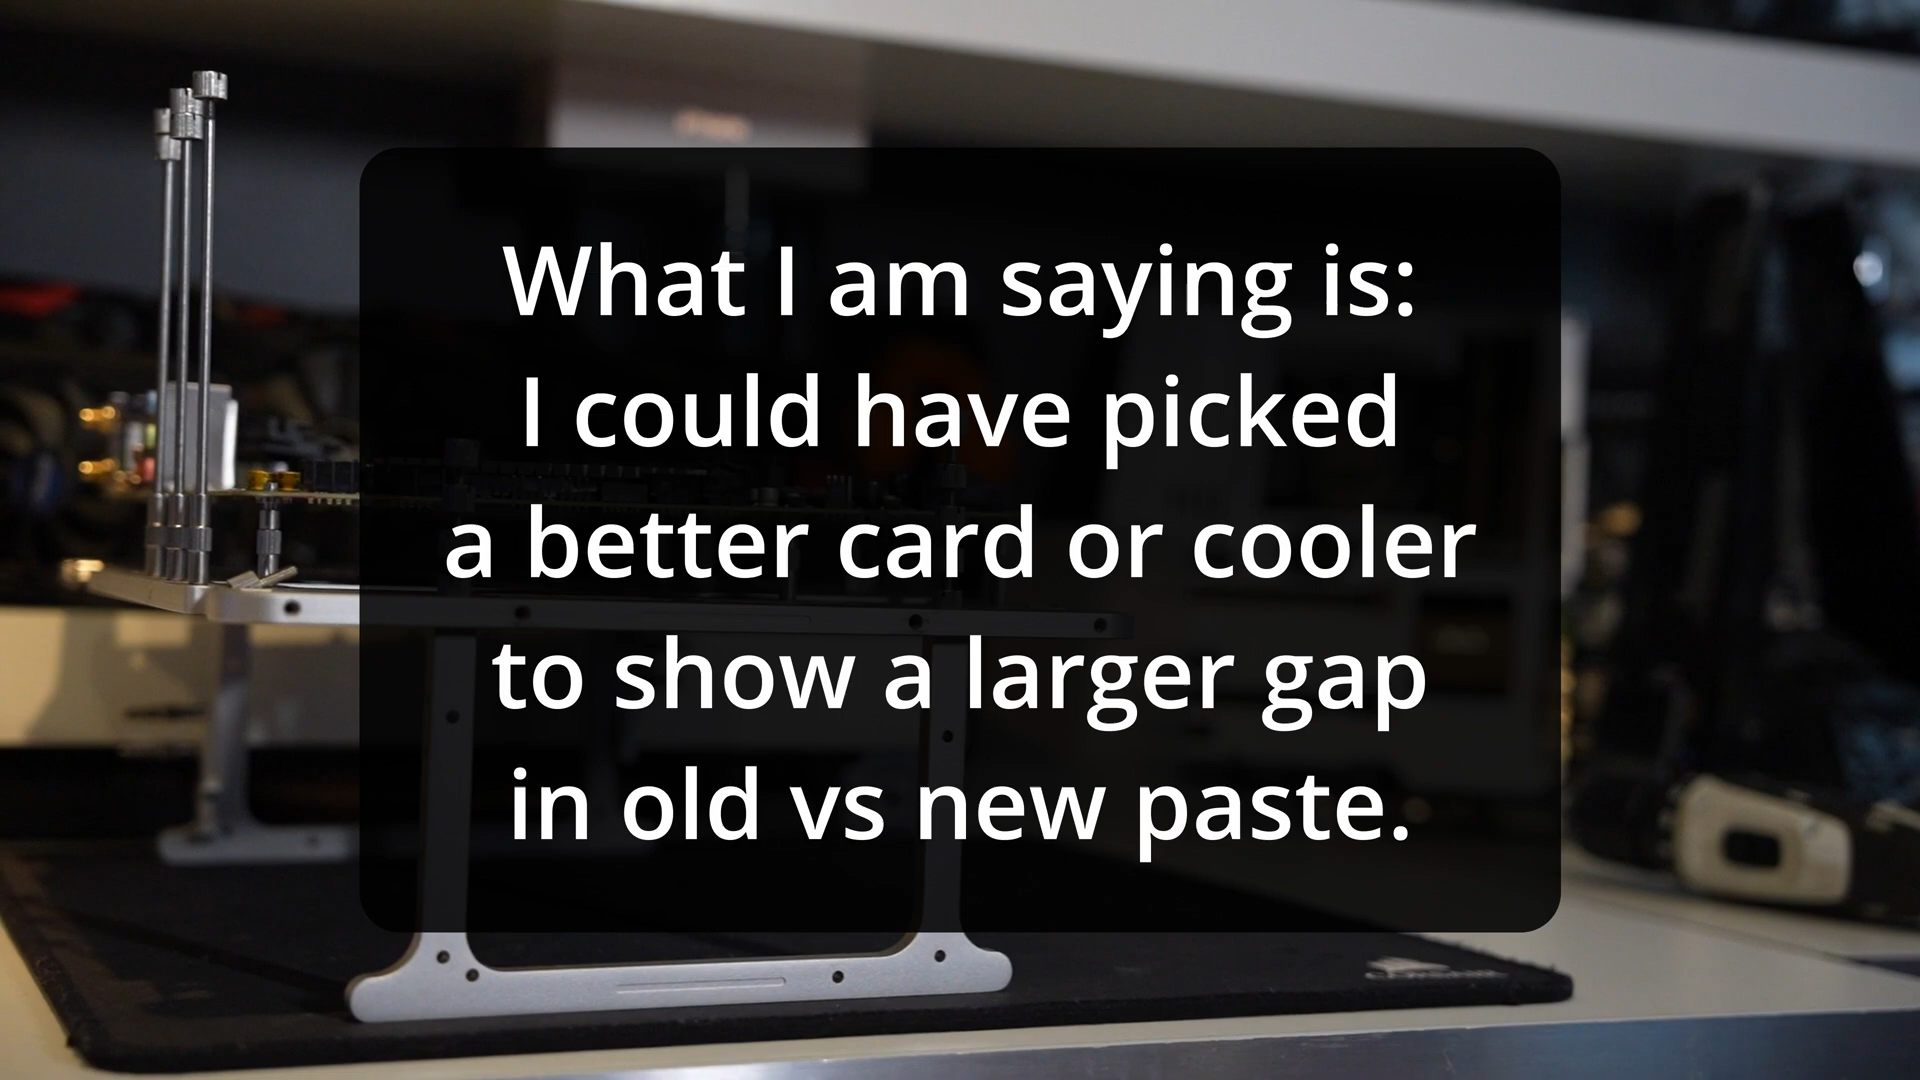 What I am saying is:
I could have picked
a better card or cooler
to show a larger gap
in old vs new paste.
CORSAIR